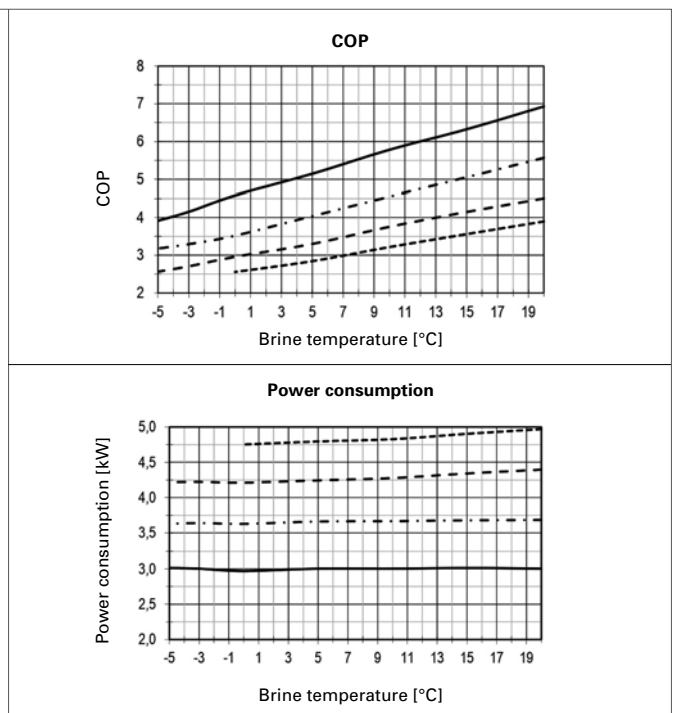 COP
8
7
6
5
4
3
2
COP
-5 -3 -1 1 3 5 7 9 11 13 15 17 19
Brine temperature [°C]
Power consumption
5,0
4,5
4,0
3,5
3,0
2,5
2,0
Power consumption [kW]
-5 -3 -1 1 3 5 7 9 11 13 15 17 19
Brine temperature [°C]